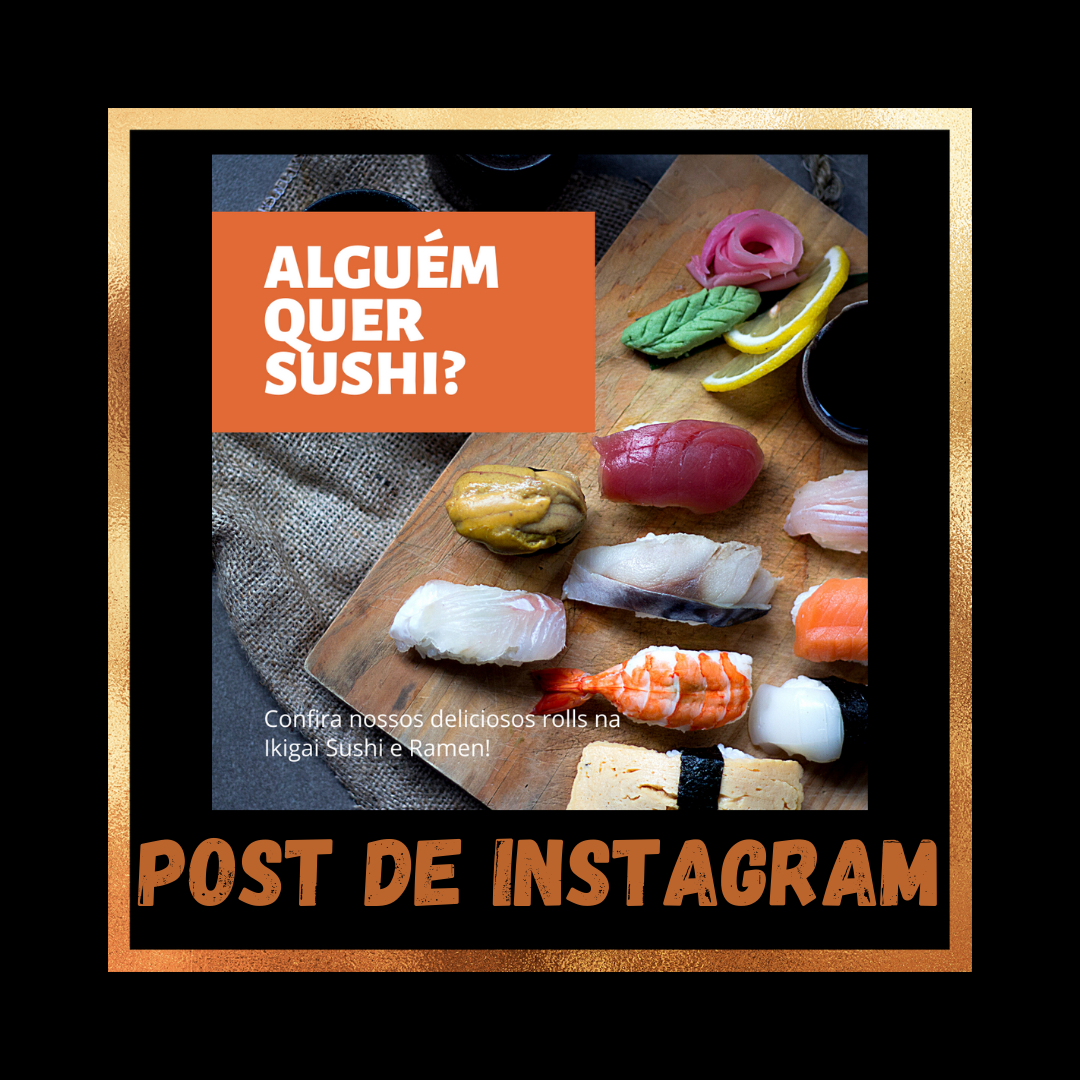 ALGUÉM
QUER
SUSHI?
Confira nossos deliciosos rolls na
Ikigai Sushi e Ramen!
POST DE INSTAGRAM